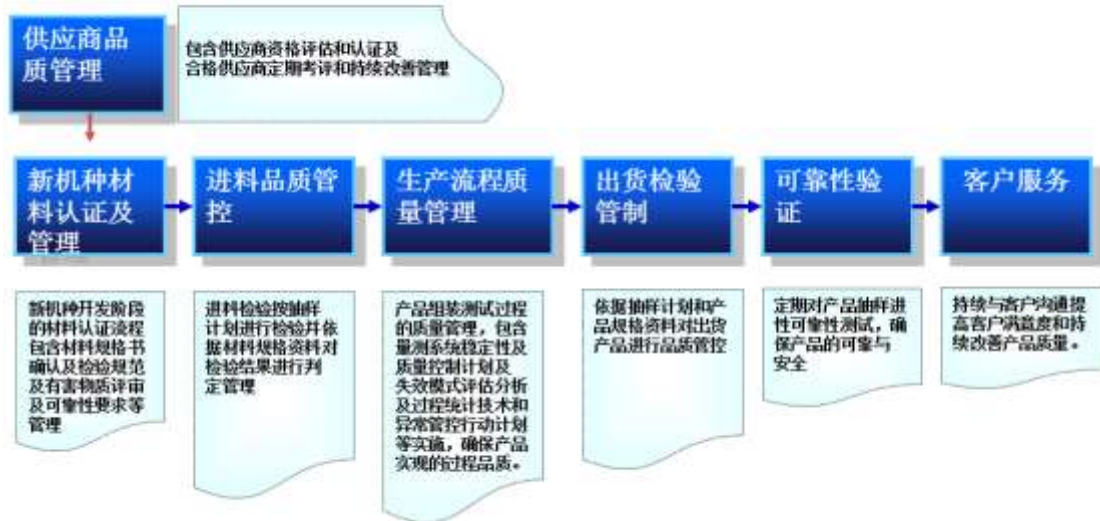 供应商品
质管理
包含供应商资格评估和认证及
合格供应商定期考评和持续改善管理
新机种材
料认证及
管理
进料品质管
控
生产流程质
量管理
出货检验
管制
可靠性验
证
客户服务
新机种开发阶段
的材料认证流程
包含材料规格书
确认及检验规范
及有害物质评审
及可靠性要求等
管理
进料检验按抽样
计划进行检验并依
据材料规格资料对
检验结果进行判
定管理
产品组装测试过程
的质量管理，包含
量测系统稳定性及
质量控制计划及
失效模式评估分析
及过程统计技术和
异常管控行动计划
等实施，确保产品
实现的过程品质。
依据抽样计划和产
品规格资料对出货
产品进行品质管控
定期对产品抽样进
性可靠性测试，确
保产品的可靠与
安全
持续与客户沟通提
高客户满意度和持
续改善产品质量。